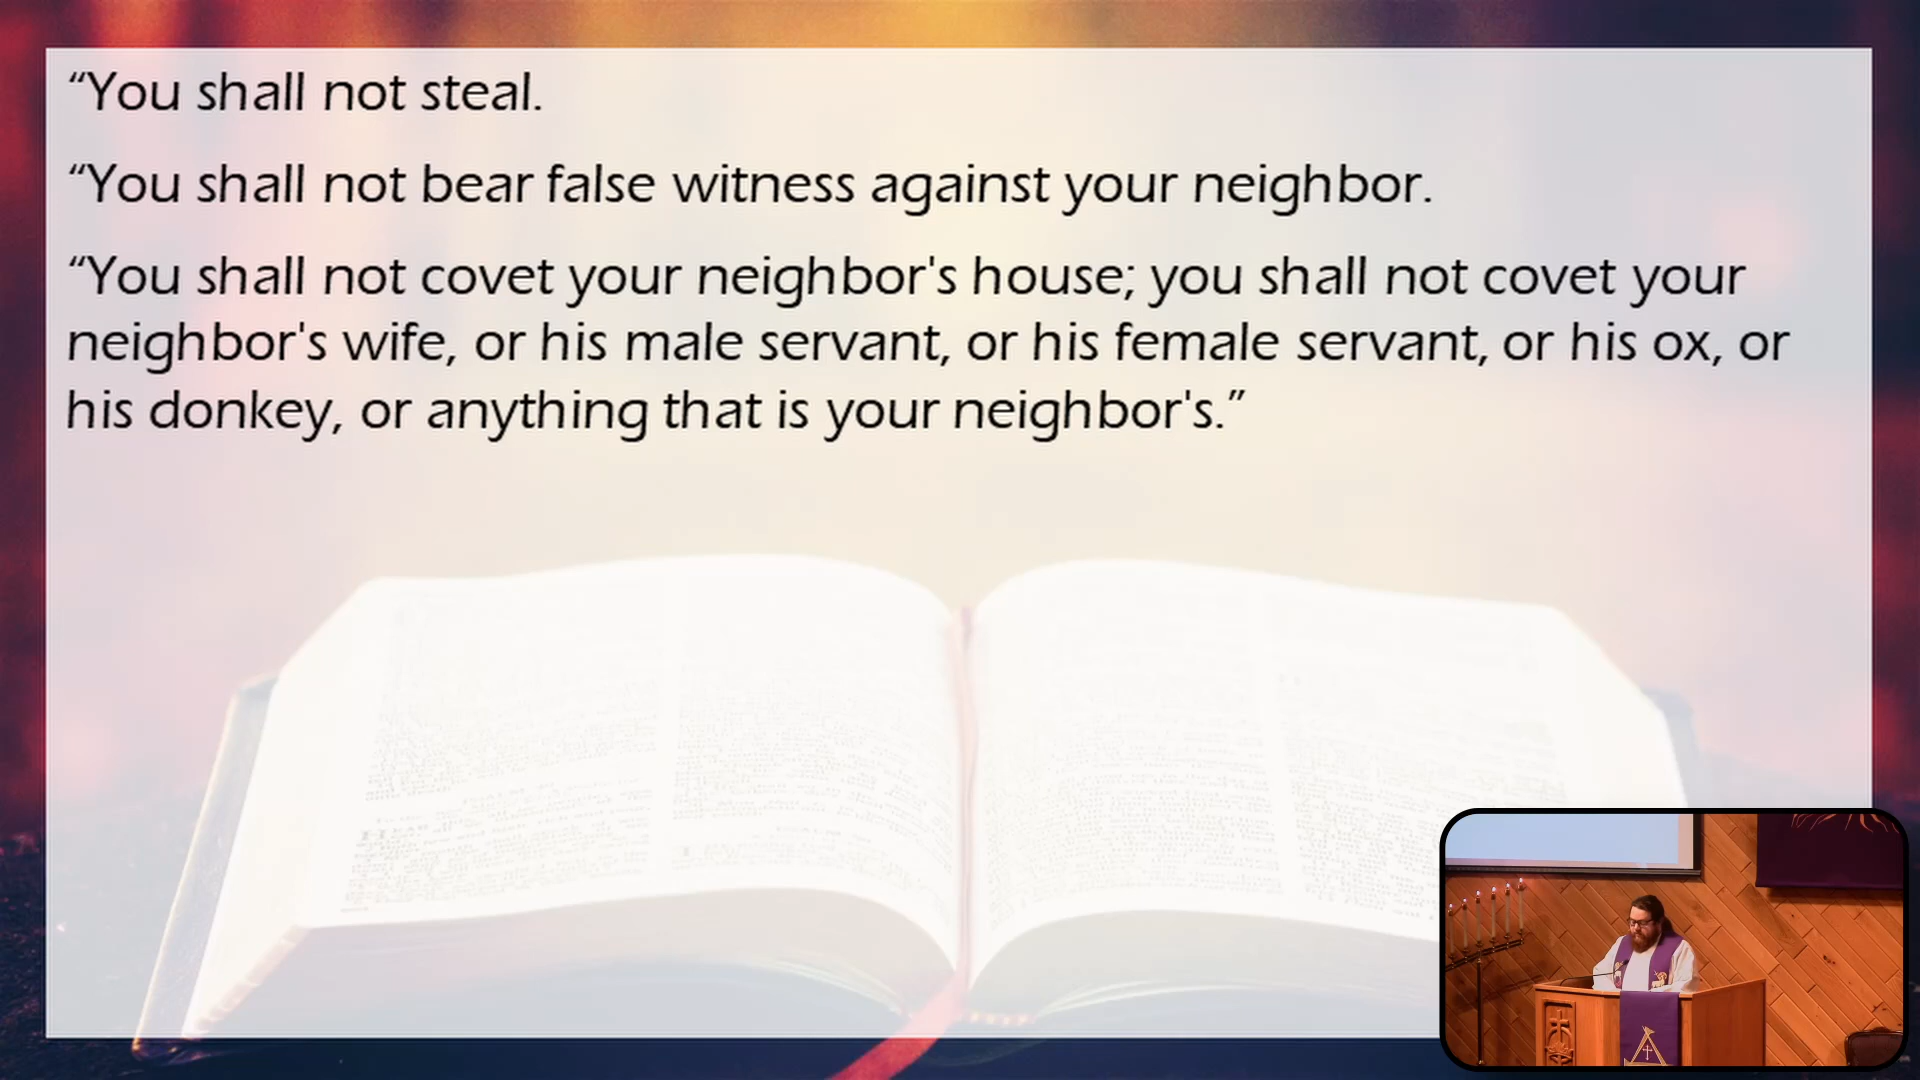 “You shall not steal.
“You shall not bear false witness against your neighbor.
“You shall not covet your neighbor's house; you shall not covet your
neighbor's wife, or his male servant, or his female servant, or his ox, or
his donkey, or anything that is your neighbor's.”